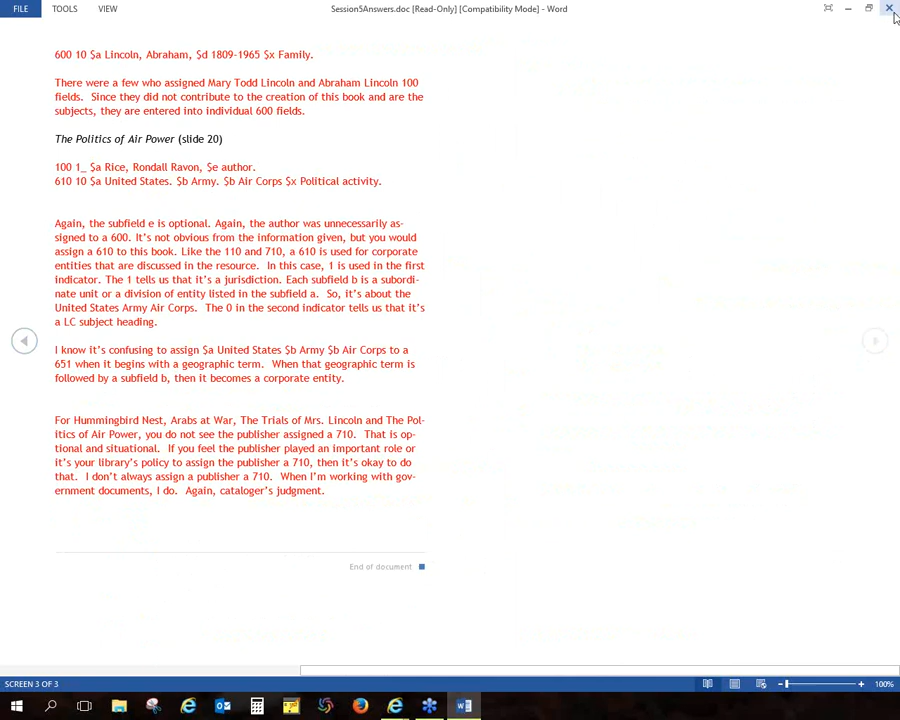 FILE TOOLS VIEW Session5Answers.doc [Read-Only] [Compatibility Mode] - Word
600 10 $a Lincoln, Abraham, $d 1809-1965 $x Family.
There were a few who assigned Mary Todd Lincoln and Abraham Lincoln 100
fields. Since they did not contribute to the creation of this book and are the
subjects, they are entered into individual 600 fields.
The Politics of Air Power (slide 20)
100 1_ $a Rice, Rondall Ravon, $e author.
610 10 $a United States. $b Army. $b Air Corps $x Political activity.
Again, the subfield e is optional. Again, the author was unnecessarily as-
signed to a 600. It's not obvious from the information given, but you would
assign a 610 to this book. Like the 110 and 710, a 610 is used for corporate
entities that are discussed in the resource. In this case, 1 is used in the first
indicator. The 1 tells us that it's a jurisdiction. Each subfield b is a subordi-
nate unit or a division of entity listed in the subfield a. So, it's about the
United States Army Air Corps. The 0 in the second indicator tells us that it's
a LC subject heading.
I know it's confusing to assign $a United States $b Army $b Air Corps to a
651 when it begins with a geographic term. When that geographic term is
followed by a subfield b, then it becomes a corporate entity.
For Hummingbird Nest, Arabs at War, The Trials of Mrs. Lincoln and The Pol-
itics of Air Power, you do not see the publisher assigned a 710. That is op-
tional and situational. If you feel the publisher played an important role or
it's your library's policy to assign the publisher a 710, then it's okay to do
that. I don't always assign a publisher a 710. When I'm working with gov-
ernment documents, I do. Again, cataloger's judgment.
End of document
SCREEN 3 OF 3 100%